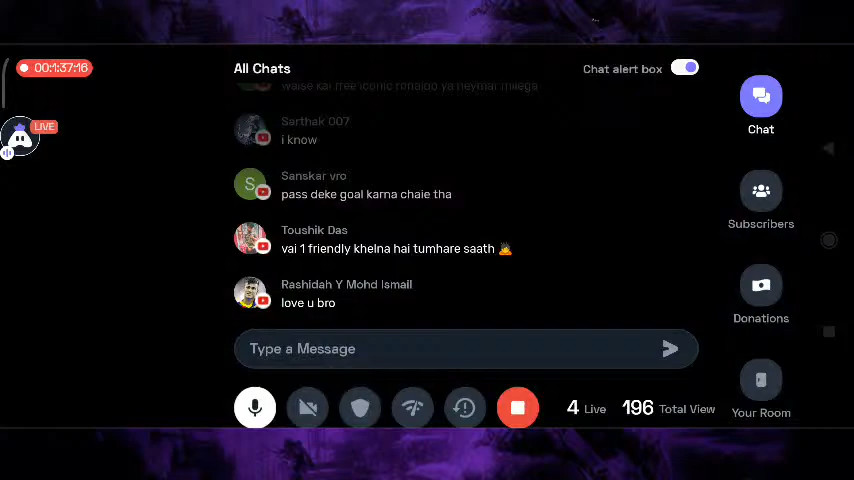 00:1:37:16
All Chats
Chat alert box
waise kal free iconic ronaldo ya neymar milega
LIVE
Chat
Sarthak 007
i know
Sanskar vro
S
pass deke goal karna chaie tha
Subscribers
Toushik Das
vai 1 friendly khelna hai tumhare saath 🙇
Rashidah Y Mohd Ismail
love u bro
Donations
Type a Message
4 Live 196 Total View
Your Room